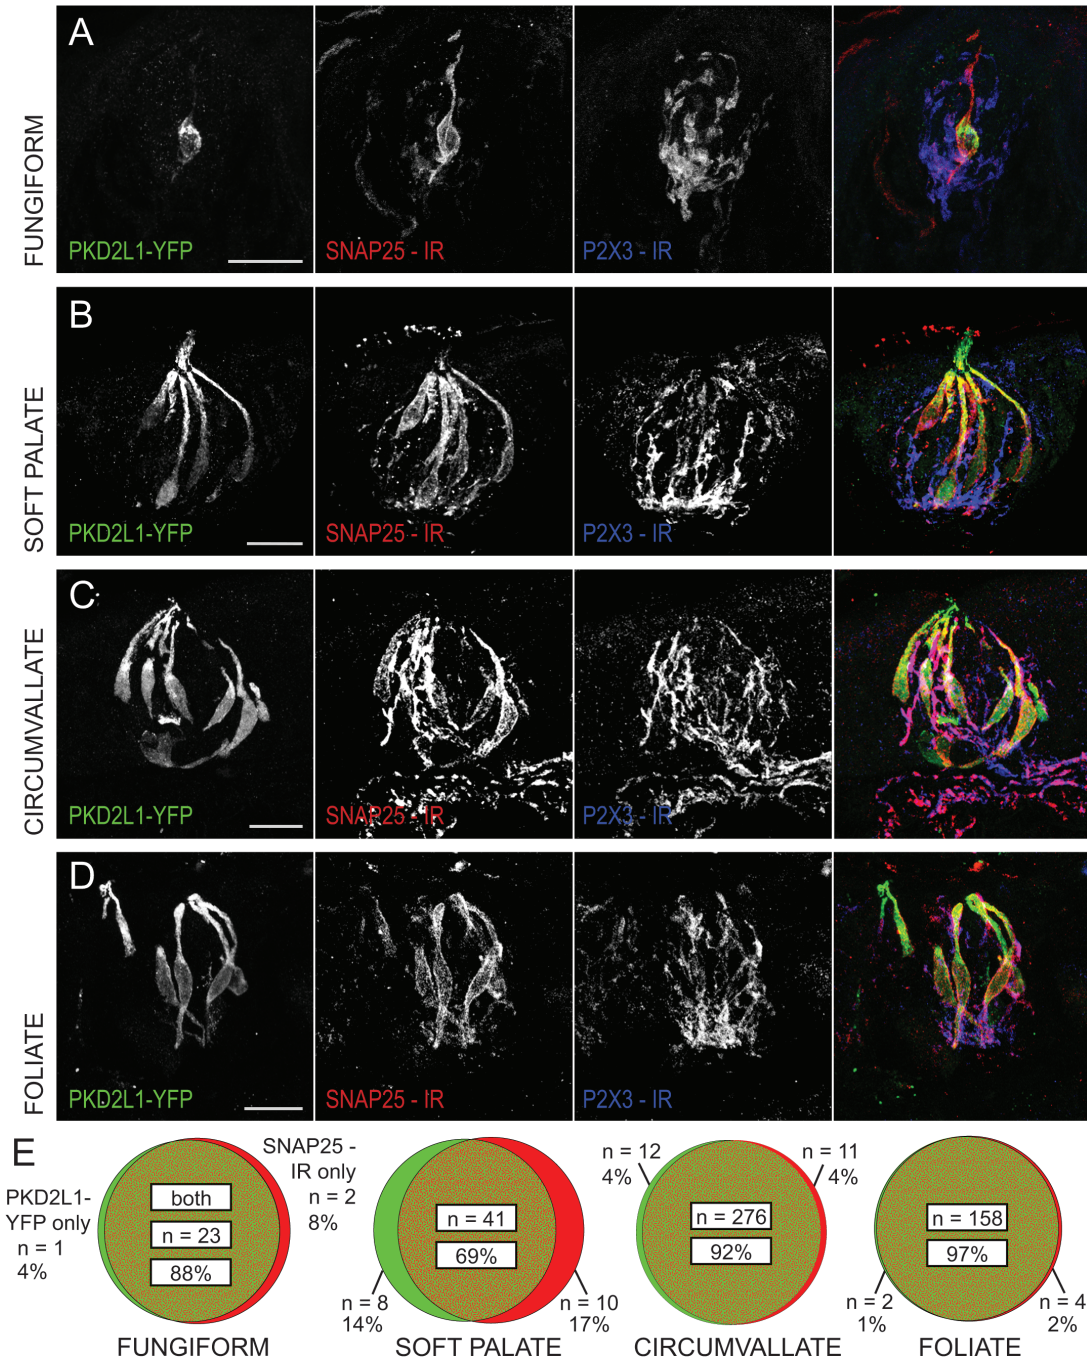 A
FUNGIFORM
PKD2L1-YFP
SNAP25 - IR
P2X3 - IR
B
SOFT PALATE
PKD2L1-YFP
SNAP25 - IR
P2X3 - IR
C
CIRCUMVALLATE
PKD2L1-YFP
SNAP25 - IR
P2X3 - IR
D
FOLIATE
PKD2L1-YFP
SNAP25 - IR
P2X3 - IR
E
PKD2L1-
YFP only
n = 1
4%
both
n = 23
88%
SNAP25 -
IR only
n = 2
8%
FUNGIFORM
n = 41
69%
n = 8
14%
n = 10
17%
SOFT PALATE
n = 12
4%
n = 276
92%
n = 11
4%
CIRCUMVALLATE
n = 158
97%
n = 2
1%
n = 4
2%
FOLIATE